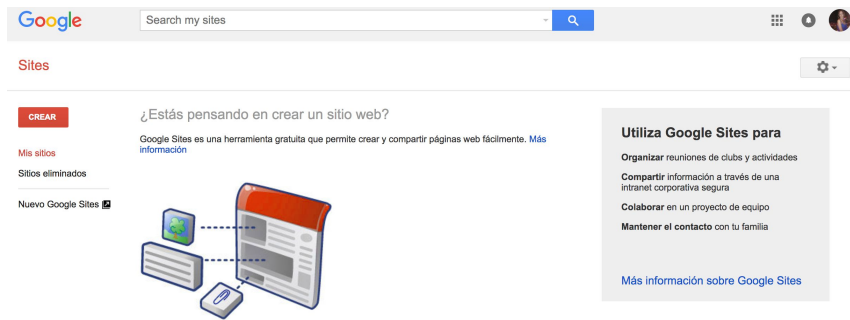 Google
Search my sites
Sites
CREAR
Mis sitios
Sitios eliminados
Nuevo Google Sites
¿Estás pensando en crear un sitio web?
Google Sites es una herramienta gratuita que permite crear y compartir páginas web fácilmente. Más
información
Utiliza Google Sites para
Organizar reuniones de clubs y actividades
Compartir información a través de una
intranet corporativa segura
Colaborar en un proyecto de equipo
Mantener el contacto con tu familia
Más información sobre Google Sites